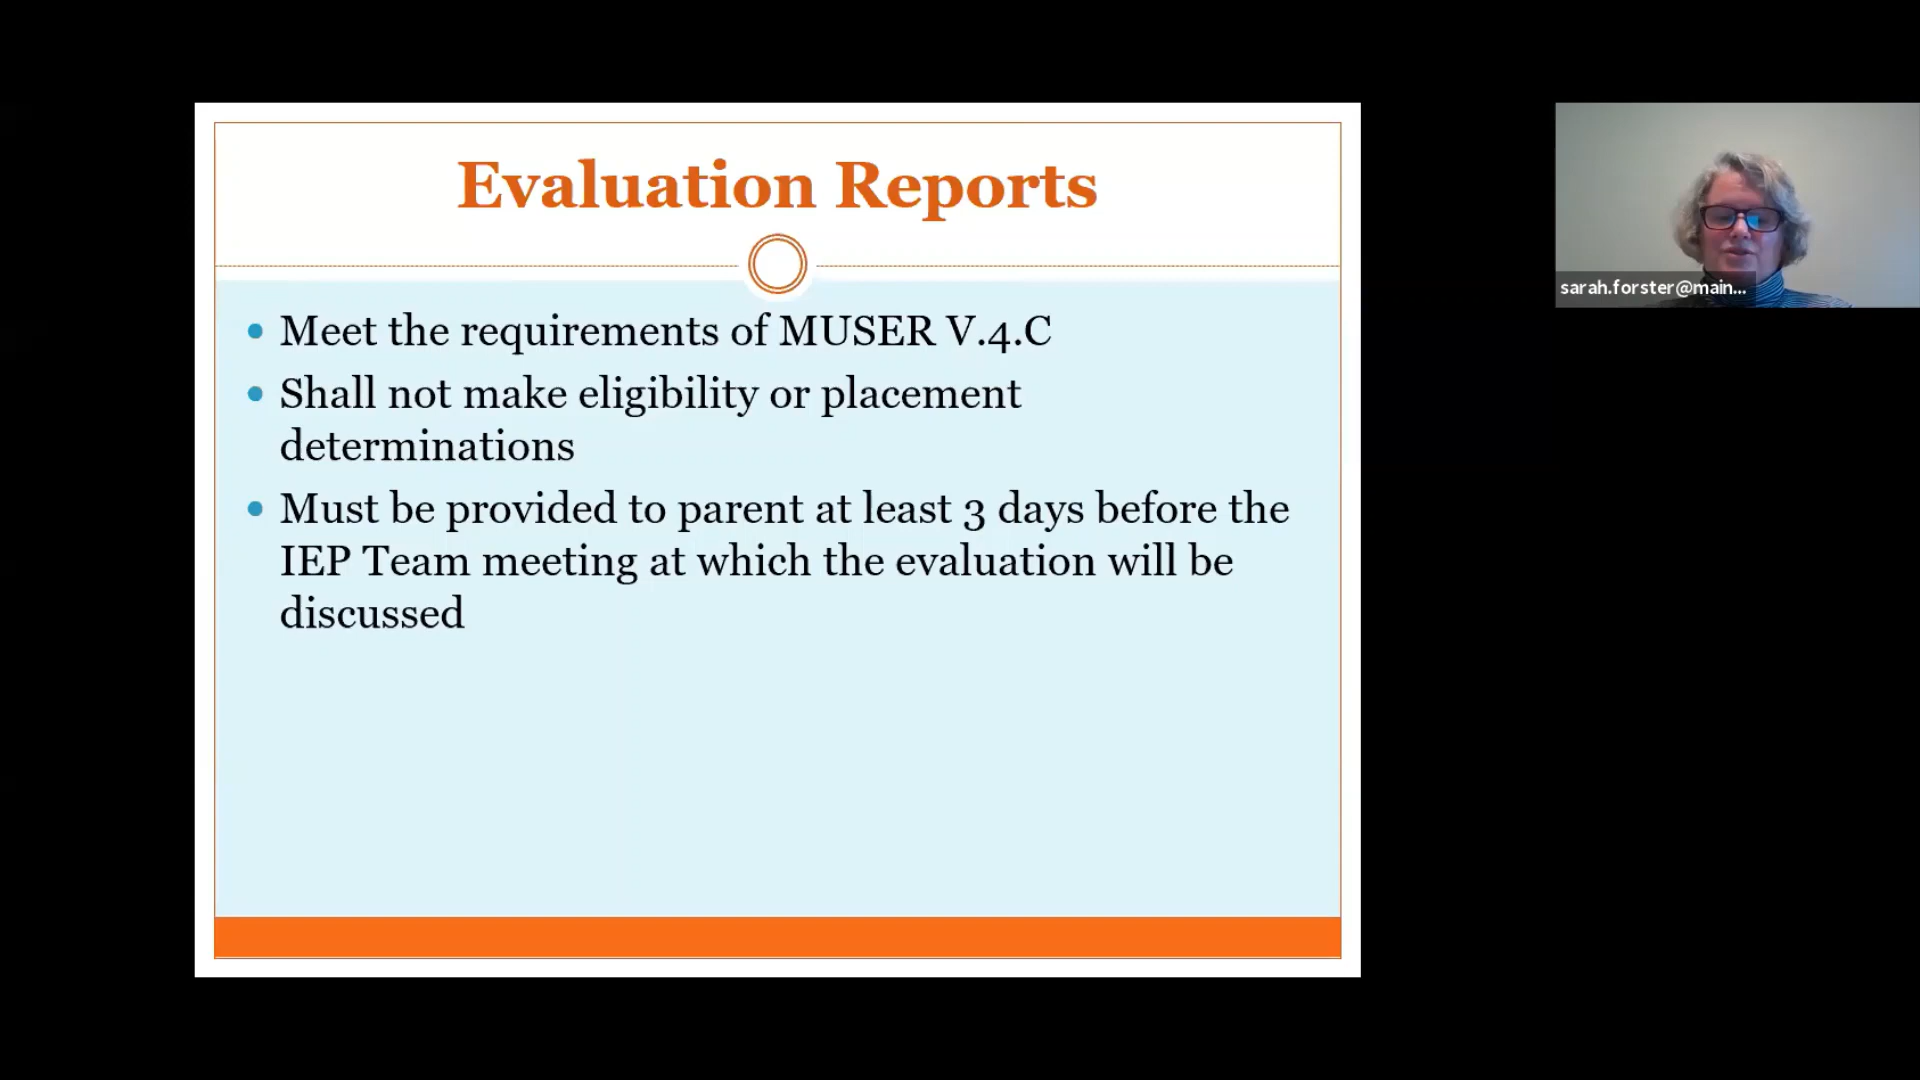 Evaluation Reports
• Meet the requirements of MUSER V.4.C
• Shall not make eligibility or placement
determinations
• Must be provided to parent at least 3 days before the
IEP Team meeting at which the evaluation will be
discussed
sarah.forster@main...